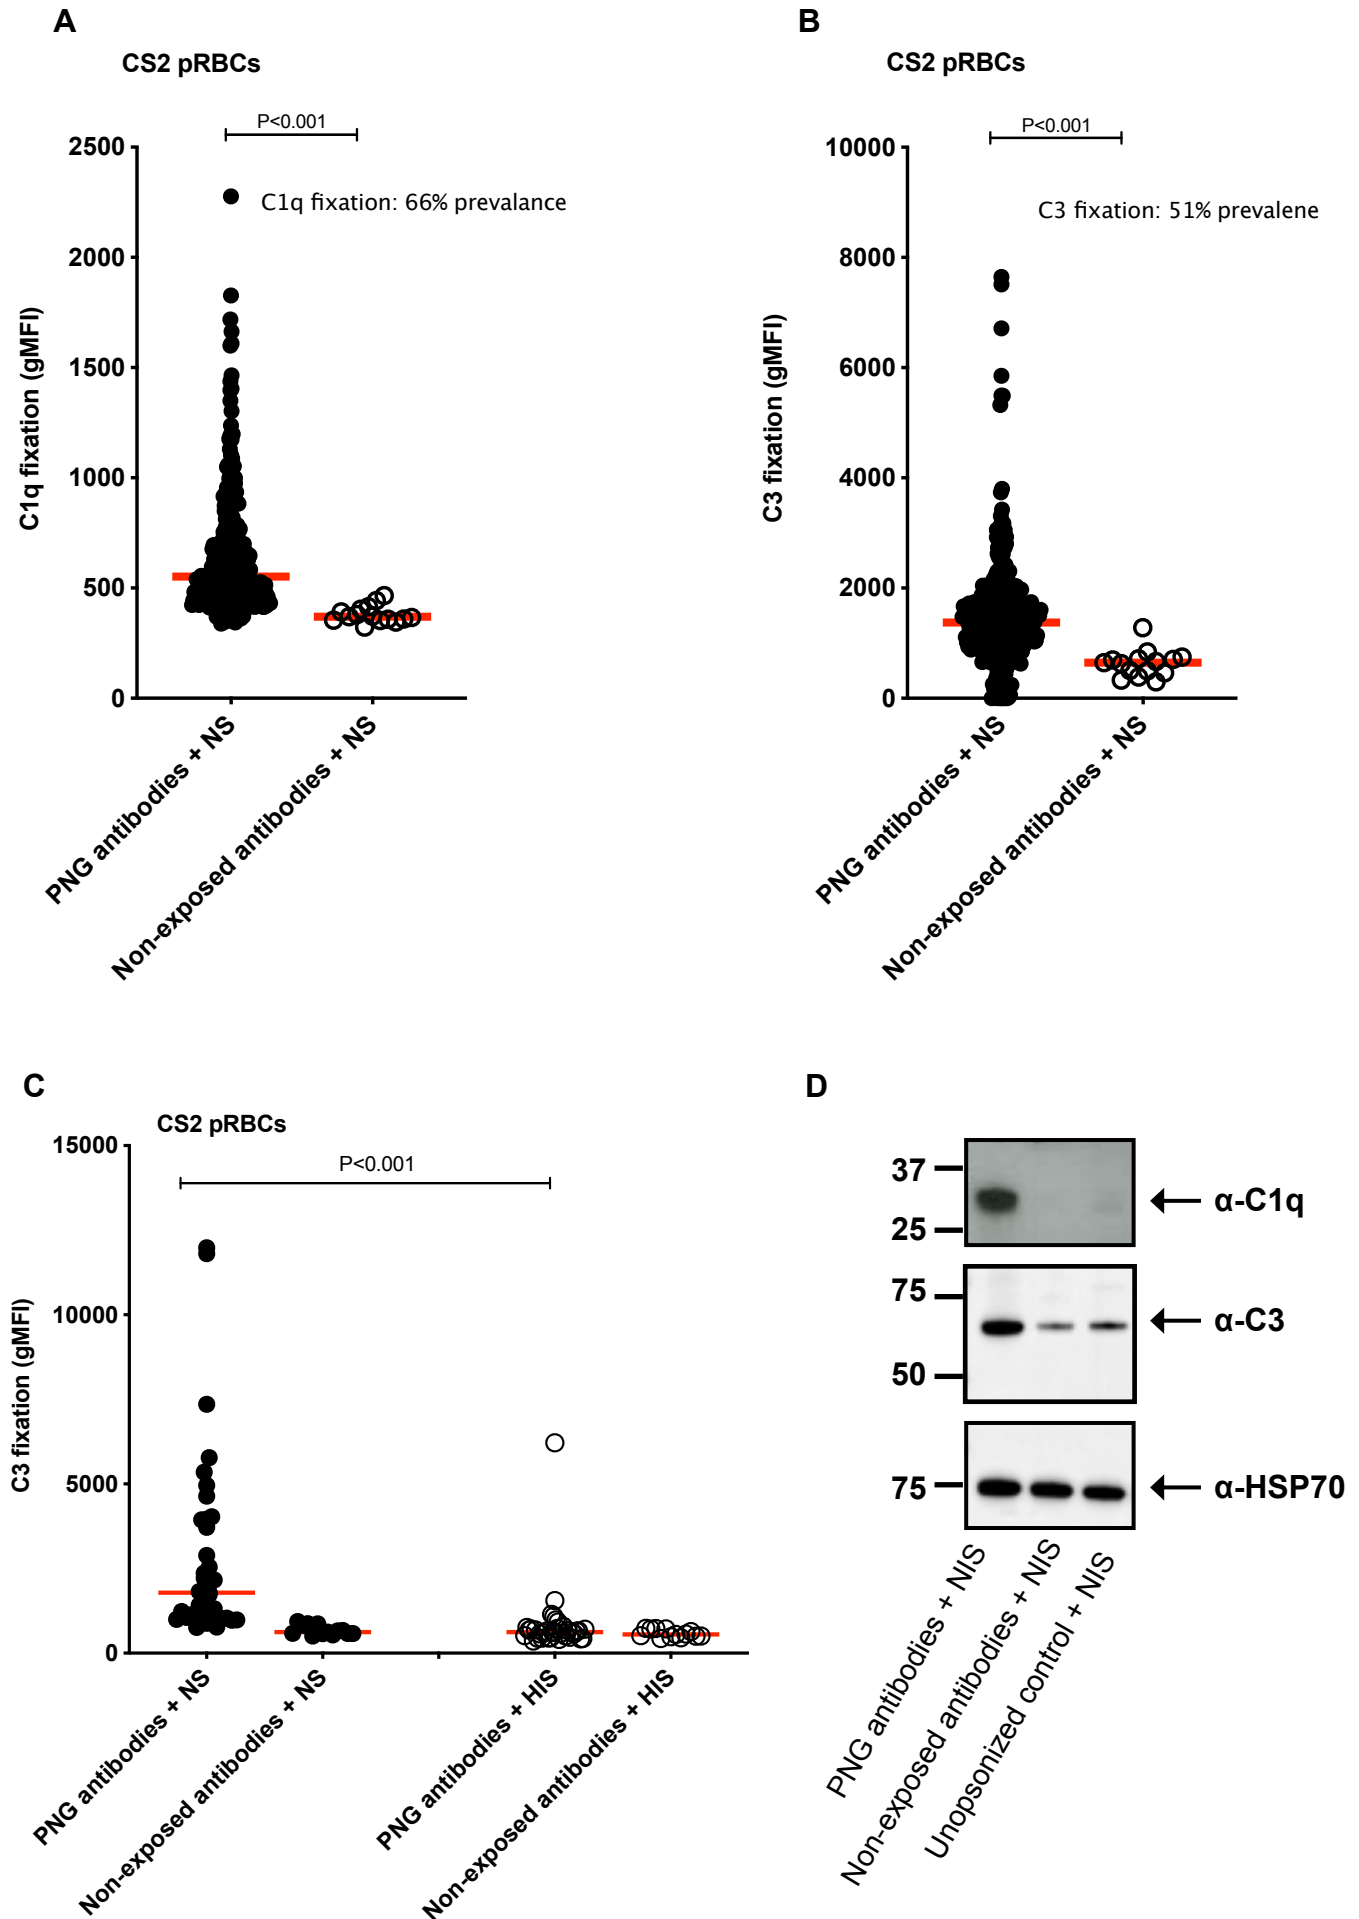 A
CS2 pRBCs
P<0.001
C1q fixation: 66% prevalance
C1q fixation (gMFI)
2500
2000
1500
1000
500
0
PNG antibodies + NS
Non-exposed antibodies + NS
B
CS2 pRBCs
P<0.001
C3 fixation: 51% prevalene
C3 fixation (gMFI)
10000
8000
6000
4000
2000
0
PNG antibodies + NS
Non-exposed antibodies + NS
C
CS2 pRBCs
P<0.001
C3 fixation (gMFI)
15000
10000
5000
0
PNG antibodies + NS
Non-exposed antibodies + NS
PNG antibodies + HIS
Non-exposed antibodies + HIS
D
37
25
α-C1q
75
50
α-C3
75
α-HSP70
PNG antibodies + NIS
Non-exposed antibodies + NIS
Unopsonized control + NIS